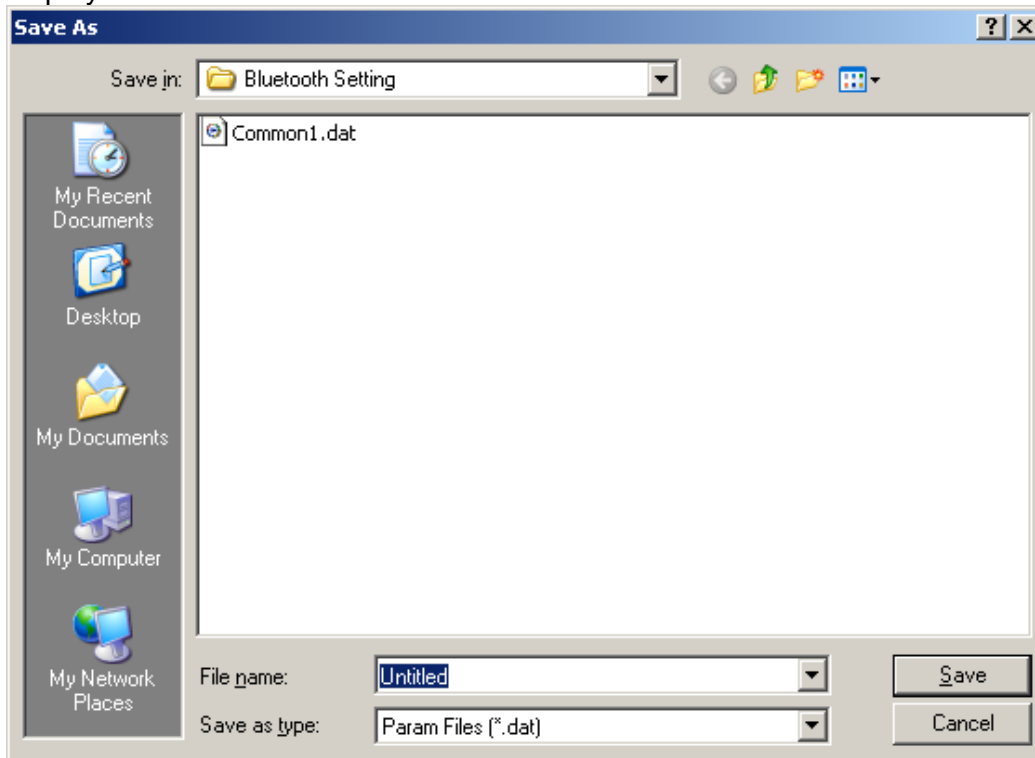 Save As
Save in:
Bluetooth Setting
Common1.dat
My Recent
Documents
Desktop
My Documents
My Computer
My Network
Places
File name:
Untitled
Save
Save as type:
Param Files (*.dat)
Cancel